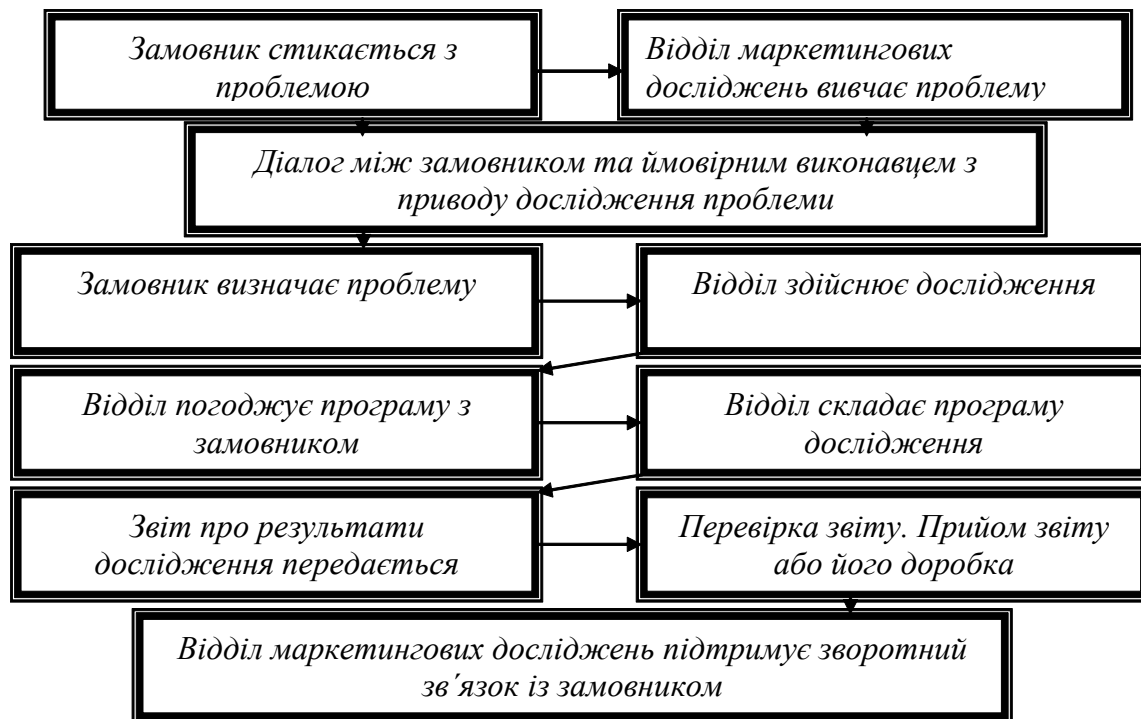 Замовник стикається з
проблемою
Відділ маркетингових
досліджень вивчає проблему
Діалог між замовником та ймовірним виконавцем з
приводу дослідження проблеми
Замовник визначає проблему
Відділ здійснює дослідження
Відділ погоджує програму з
замовником
Відділ складає програму
дослідження
Звіт про результати
дослідження передається
Перевірка звіту. Прийом звіту
або його доробка
Відділ маркетингових досліджень підтримує зворотний
зв´язок із замовником